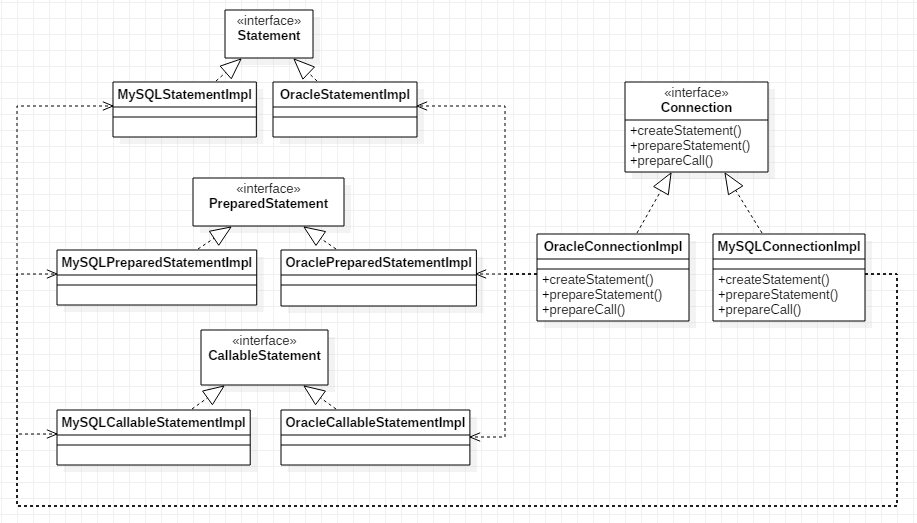 «interface»
Statement
MySQLStatementImpl
OracleStatementImpl
«interface»
Connection
+createStatement()
+prepareStatement()
+prepareCall()
«interface»
PreparedStatement
MySQLPreparedStatementImpl
OraclePreparedStatementImpl
OracleConnectionImpl
+createStatement()
+prepareStatement()
+prepareCall()
MySQLConnectionImpl
+createStatement()
+prepareStatement()
+prepareCall()
«interface»
CallableStatement
MySQLCallableStatementImpl
OracleCallableStatementImpl